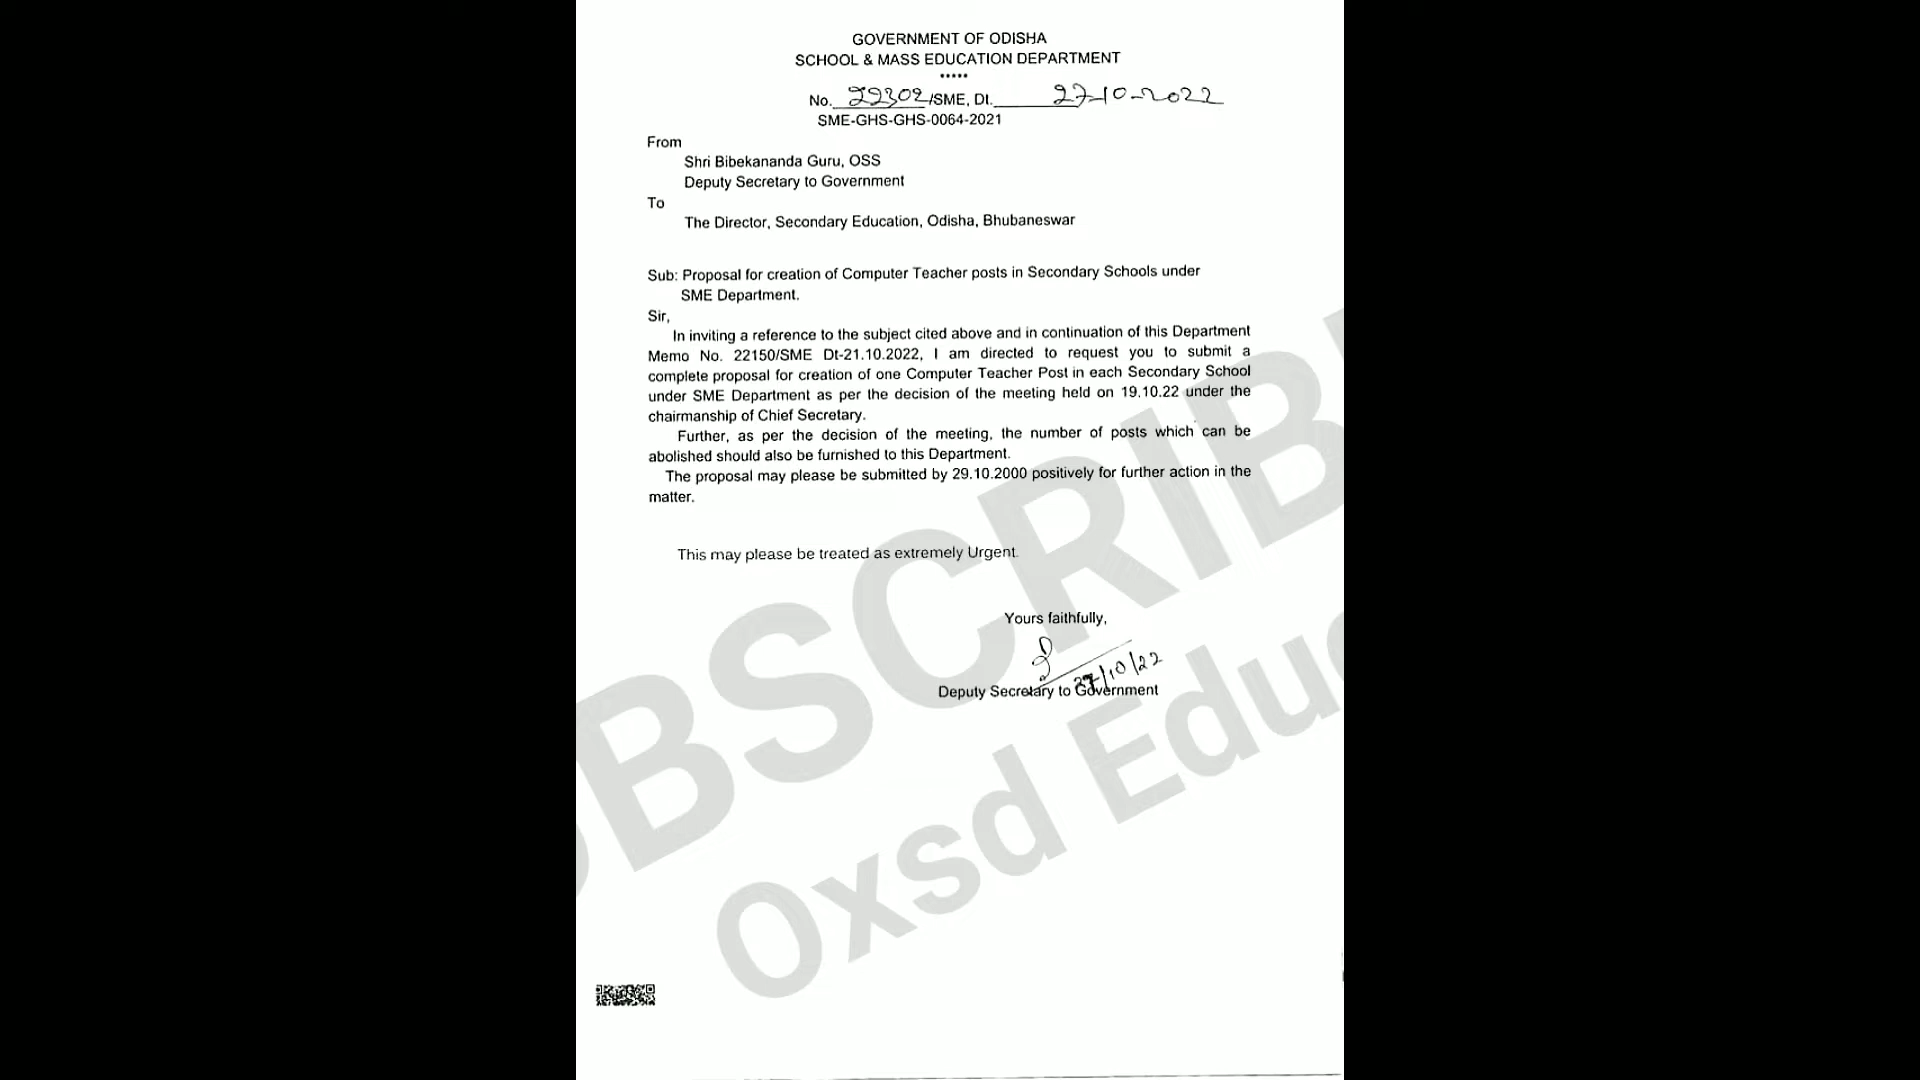 GOVERNMENT OF ODISHA
SCHOOL & MASS EDUCATION DEPARTMENT
*****
No. 22302/SME, Dt. 27-10-2022
SME-GHS-GHS-0064-2021
From
Shri Bibekananda Guru, OSS
Deputy Secretary to Government
To
The Director, Secondary Education, Odisha, Bhubaneswar
Sub: Proposal for creation of Computer Teacher posts in Secondary Schools under
SME Department.
Sir,
In inviting a reference to the subject cited above and in continuation of this Department
Memo No. 22150/SME Dt-21.10.2022, I am directed to request you to submit a
complete proposal for creation of one Computer Teacher Post in each Secondary School
under SME Department as per the decision of the meeting held on 19.10.22 under the
chairmanship of Chief Secretary.
Further, as per the decision of the meeting, the number of posts which can be
abolished should also be furnished to this Department.
The proposal may please be submitted by 29.10.2000 positively for further action in the
matter.
This may please be treated as extremely Urgent.
Yours faithfully,
27/10/22
Deputy Secretary to Government
BSCRIB
Oxsd Educ